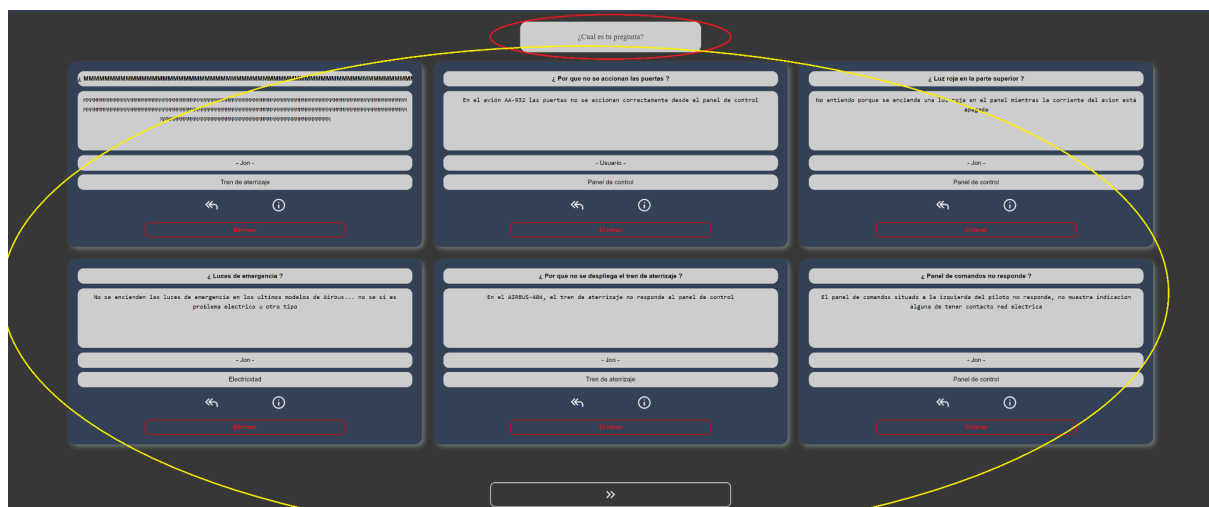 ¿Cual es tu pregunta?
- Jon -
Tren de aterrizaje
Eliminar
¿ Por que no se accionan las puertas ?
En el avión AA-932 las puertas no se accionan correctamente desde el panel de control
- Usuario -
Panel de control
Eliminar
¿ Luz roja en la parte superior ?
No entiendo porque se enciende una luz roja en el panel mientras la corriente del avion está
apagada
- Jon -
Panel de control
Eliminar
¿ Luces de emergencia ?
No se encienden las luces de emergencia en los ultimos modelos de Airbus... no se si es
problema electrico u otro tipo
- Jon -
Electricidad
Eliminar
¿ Por que no se despliega el tren de aterrizaje ?
En el AIRBUS-604, el tren de aterrizaje no responde al panel de control
- Jon -
Tren de aterrizaje
Eliminar
¿ Panel de comandos no responde ?
El panel de comandos situado a la izquierda del piloto no responde, no muestra indicacion
alguna de tener contacto red electrica
- Jon -
Panel de control
Eliminar